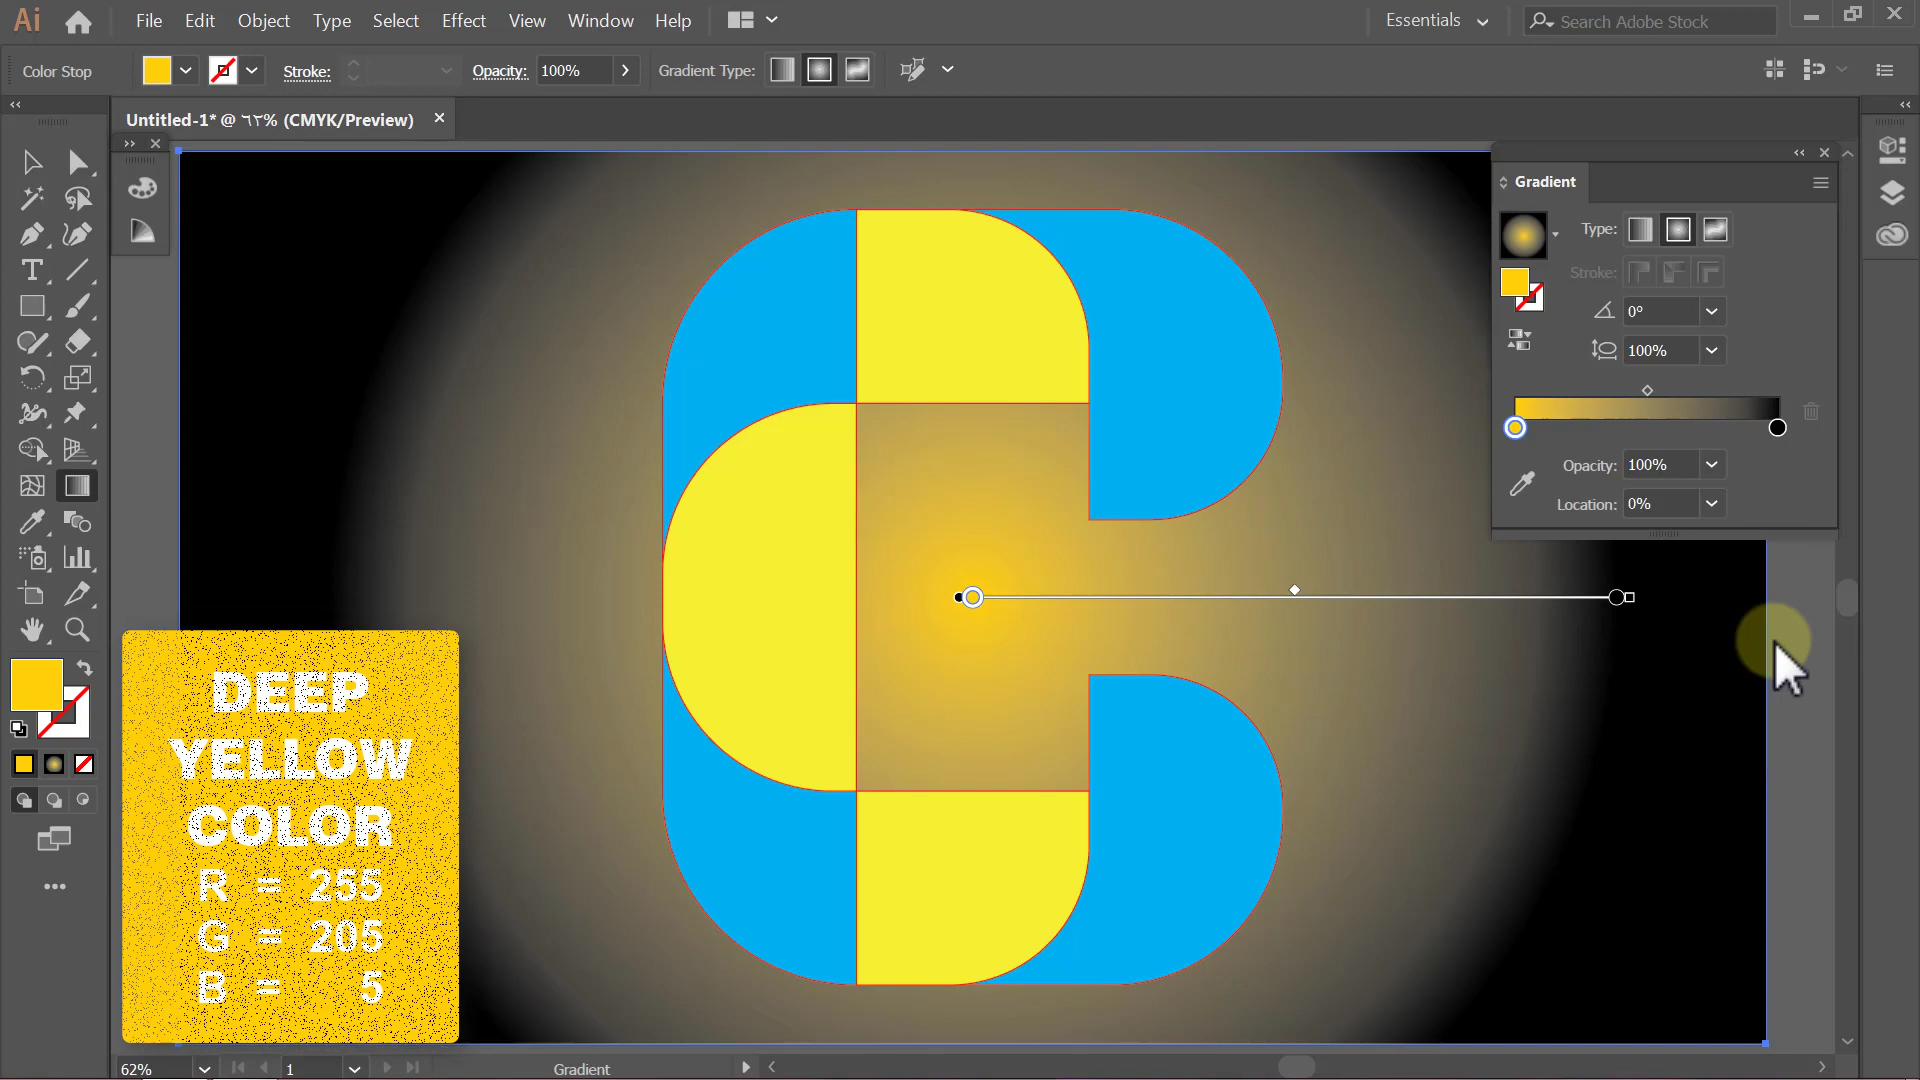 Ai File Edit Object Type Select Effect View Window Help Essentials Search Adobe Stock
Color Stop Stroke: Opacity: 100% Gradient Type:
Untitled-1* @ ٦٢% (CMYK/Preview)
Gradient
Type:
Stroke:
0°
100%
Opacity: 100%
Location: 0%
DEEP
YELLOW
COLOR
R = 255
G = 205
B = 5
62% 1 Gradient